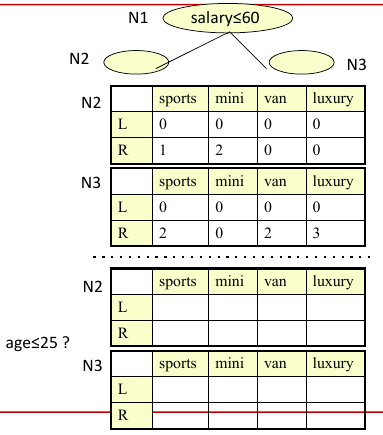 N1 salary≤60
N2 N3
N2 sports mini van luxury
L 0 0 0 0
R 1 2 0 0
N3 sports mini van luxury
L 0 0 0 0
R 2 0 2 3
N2 sports mini van luxury
L
R
age≤25 ?
N3 sports mini van luxury
L
R